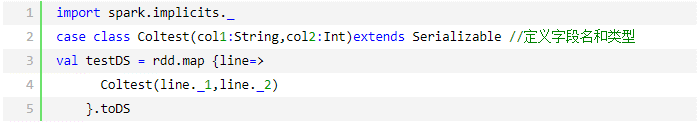 1 import spark.implicits._
2 case class Coltest(col1:String,col2:Int)extends Serializable //定义字段名和类型
3 val testDS = rdd.map {line=>
4 Coltest(line._1,line._2)
5 }.toDS